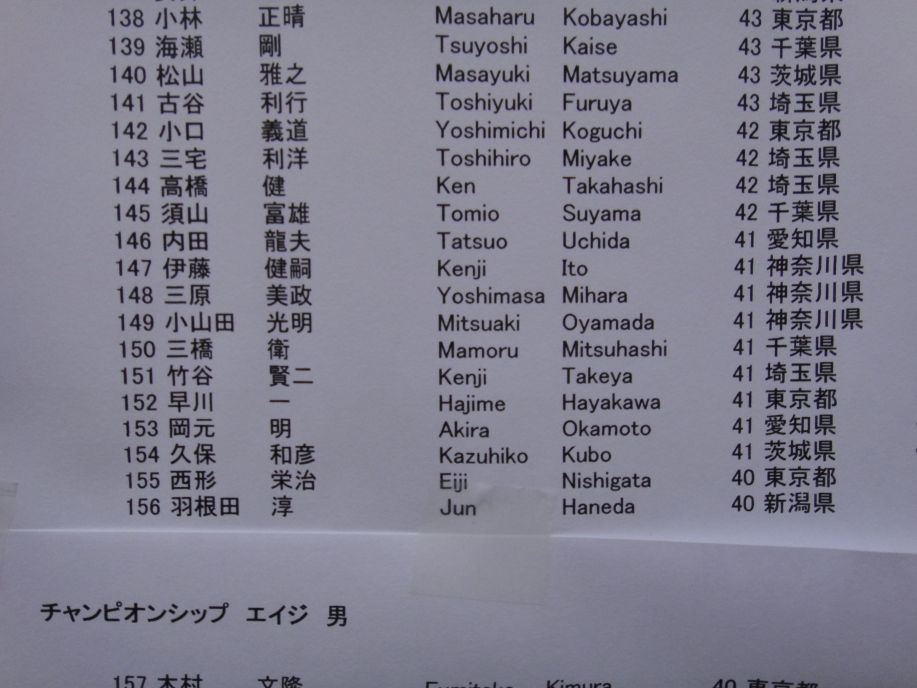 138 小林 正晴 Masaharu Kobayashi 43 東京都
139 海瀬 剛 Tsuyoshi Kaise 43 千葉県
140 松山 雅之 Masayuki Matsuyama 43 茨城県
141 古谷 利行 Toshiyuki Furuya 43 埼玉県
142 小口 義道 Yoshimichi Koguchi 42 東京都
143 三宅 利洋 Toshihiro Miyake 42 埼玉県
144 高橋 健 Ken Takahashi 42 埼玉県
145 須山 富雄 Tomio Suyama 42 千葉県
146 内田 龍夫 Tatsuo Uchida 41 愛知県
147 伊藤 健嗣 Kenji Ito 41 神奈川県
148 三原 美政 Yoshimasa Mihara 41 神奈川県
149 小山田 光明 Mitsuaki Oyamada 41 神奈川県
150 三橋 衛 Mamoru Mitsuhashi 41 千葉県
151 竹谷 賢二 Kenji Takeya 41 埼玉県
152 早川 一 Hajime Hayakawa 41 東京都
153 岡元 明 Akira Okamoto 41 愛知県
154 久保 和彦 Kazuhiko Kubo 41 茨城県
155 西形 栄治 Eiji Nishigata 40 東京都
156 羽根田 淳 Jun Haneda 40 新潟県
チャンピオンシップ エイジ 男
157 木村 文隆 Fumitaka Kimura 40 東京都